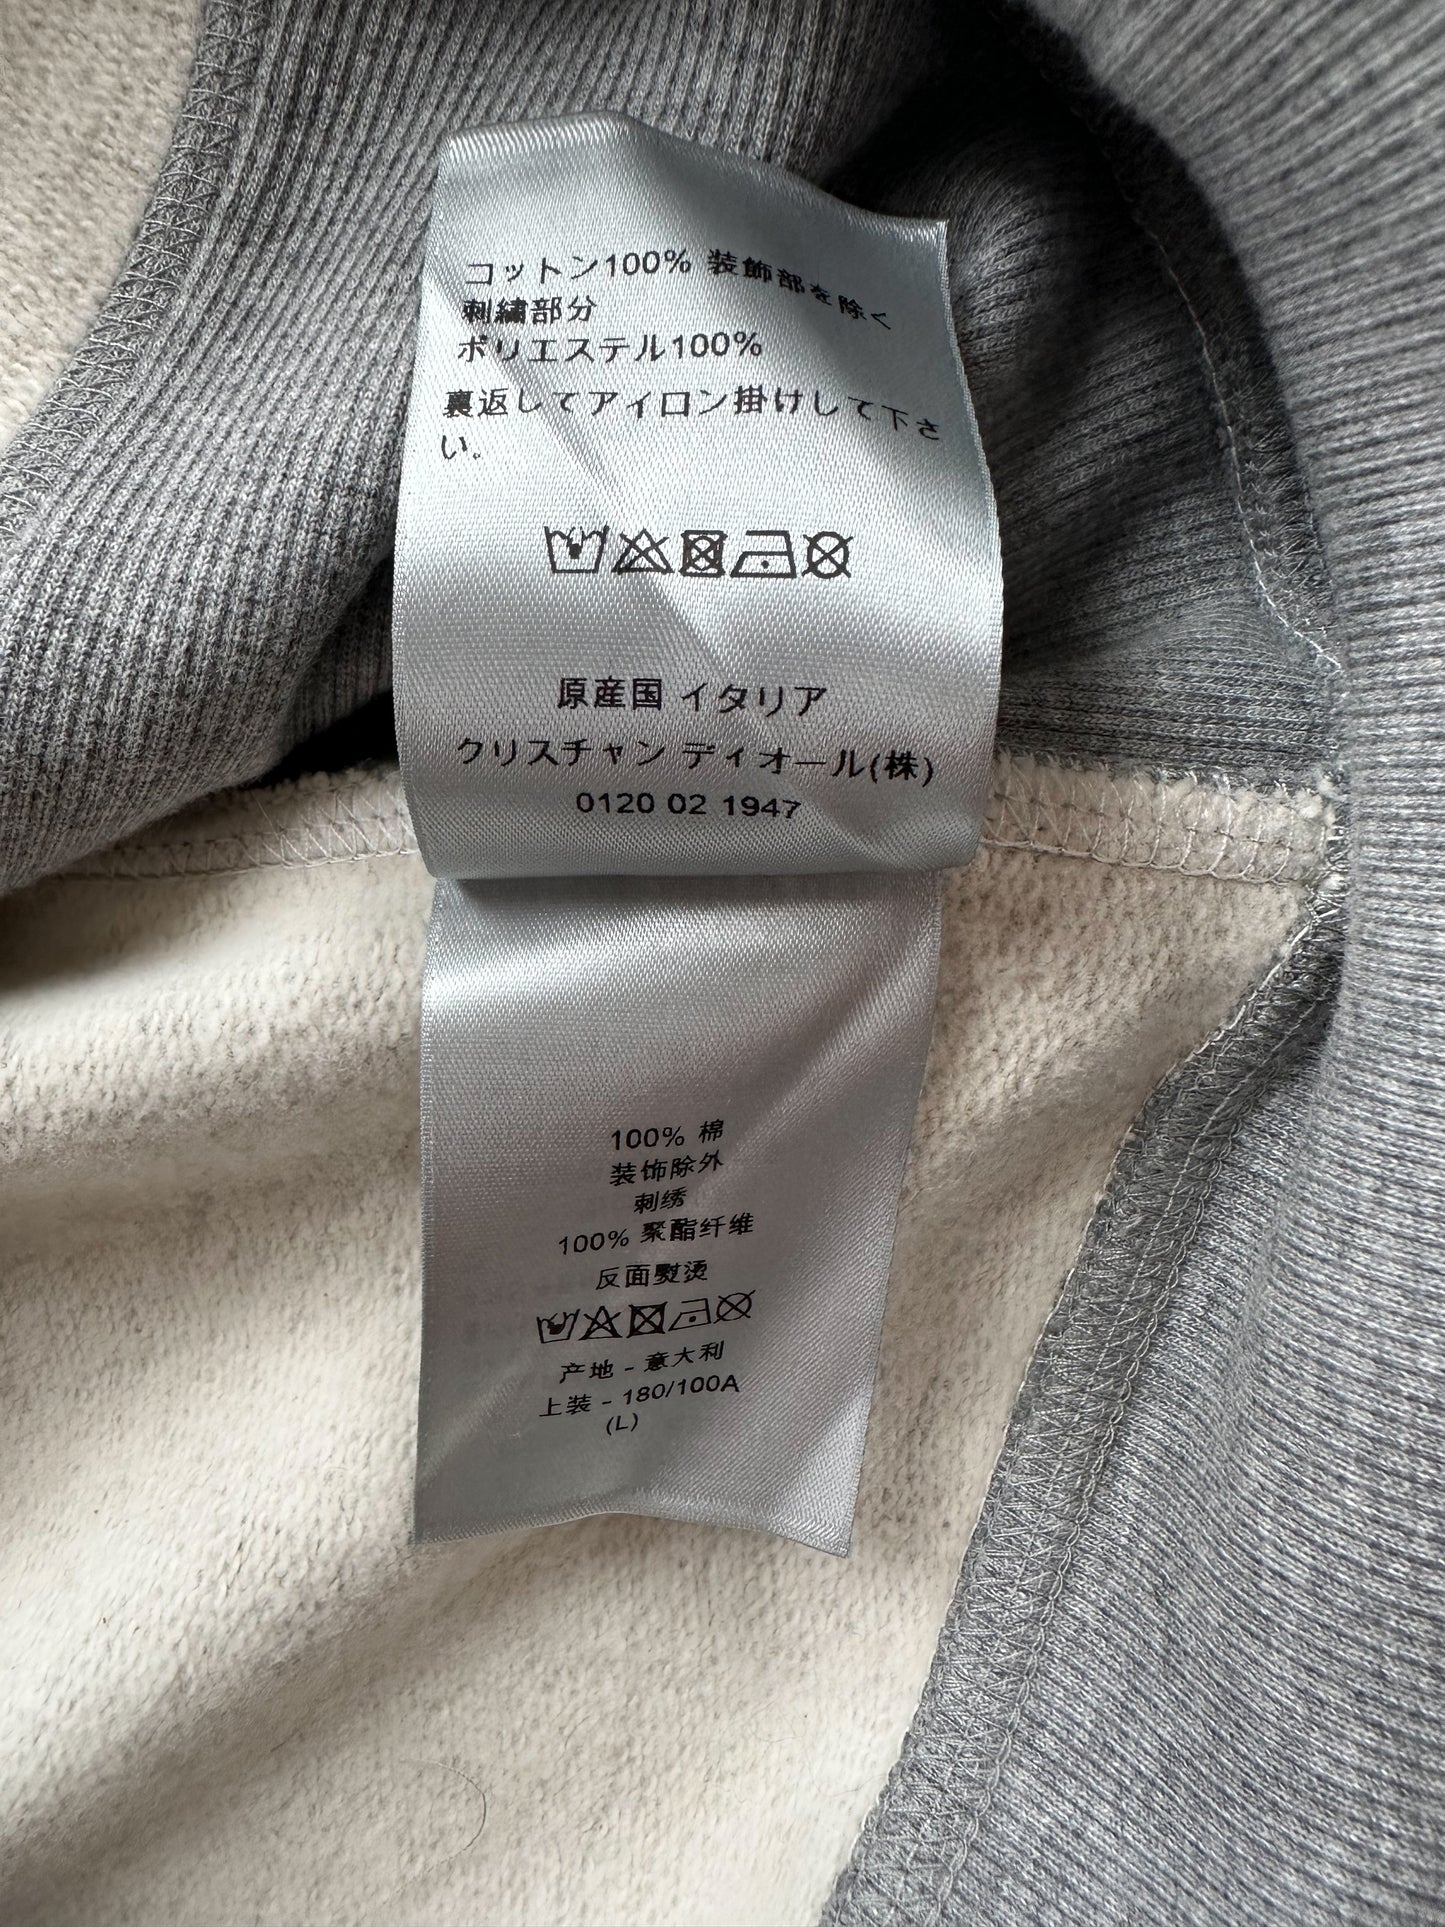 コットン100% 装飾部を除く
刺繍部分
ポリエステル100%
裏返してアイロン掛けして下さ
い。
原産国 イタリア
クリスチャン ディオール(株)
0120 02 1947
100% 棉
装饰除外
刺绣
100% 聚酯纤维
反面熨烫
产地 - 意大利
上装 - 180/100A
(L)